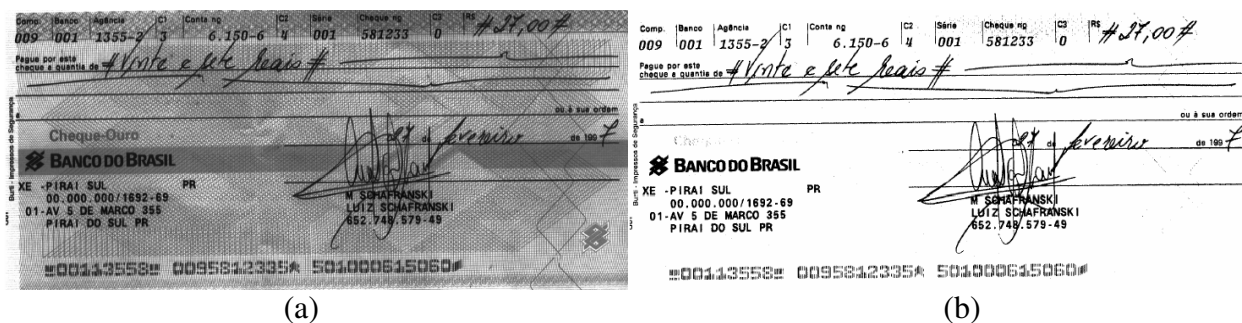 Comp. Banco Agência C1 Conta nº C2 Série Cheque nº C3 R$
009 001 1355-2 3 6.150-6 4 001 581233 0 # 27,00 #
Pague por este
cheque a quantia de # Vinte e sete Reais #
a ou à sua ordem
Cheque-Ouro 27 de fevereiro de 1997
BANCO DO BRASIL
XE -PIRAI SUL PR
00.000.000/1692-69
01-AV 5 DE MARCO 355
PIRAI DO SUL PR
M SCHAFRANSKI
LUIZ SCHAFRANSKI
652.748.579-49
Burti - Impressos de Segurança
00113558 0095812335 501000615060
(a)
Comp. Banco Agência C1 Conta nº C2 Série Cheque nº C3 R$
009 001 1355-2 3 6.150-6 4 001 581233 0 # 27,00 #
Pague por este
cheque a quantia de # Vinte e sete Reais #
a ou à sua ordem
27 de fevereiro de 1997
BANCO DO BRASIL
XE -PIRAI SUL PR
00.000.000/1692-69
01-AV 5 DE MARCO 355
PIRAI DO SUL PR
M SCHAFRANSKI
LUIZ SCHAFRANSKI
652.748.579-49
Burti - Impressos de Segurança
00113558 0095812335 501000615060
(b)